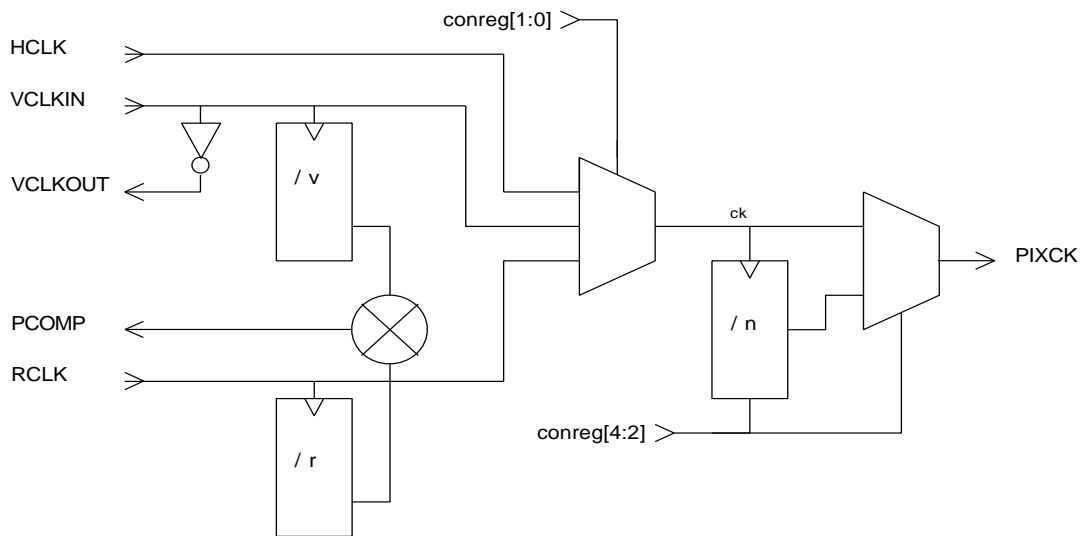 conreg[1:0]
HCLK
VCLKIN
/ v
VCLKOUT
ck
PIXCK
PCOMP
/ n
RCLK
conreg[4:2]
/ r